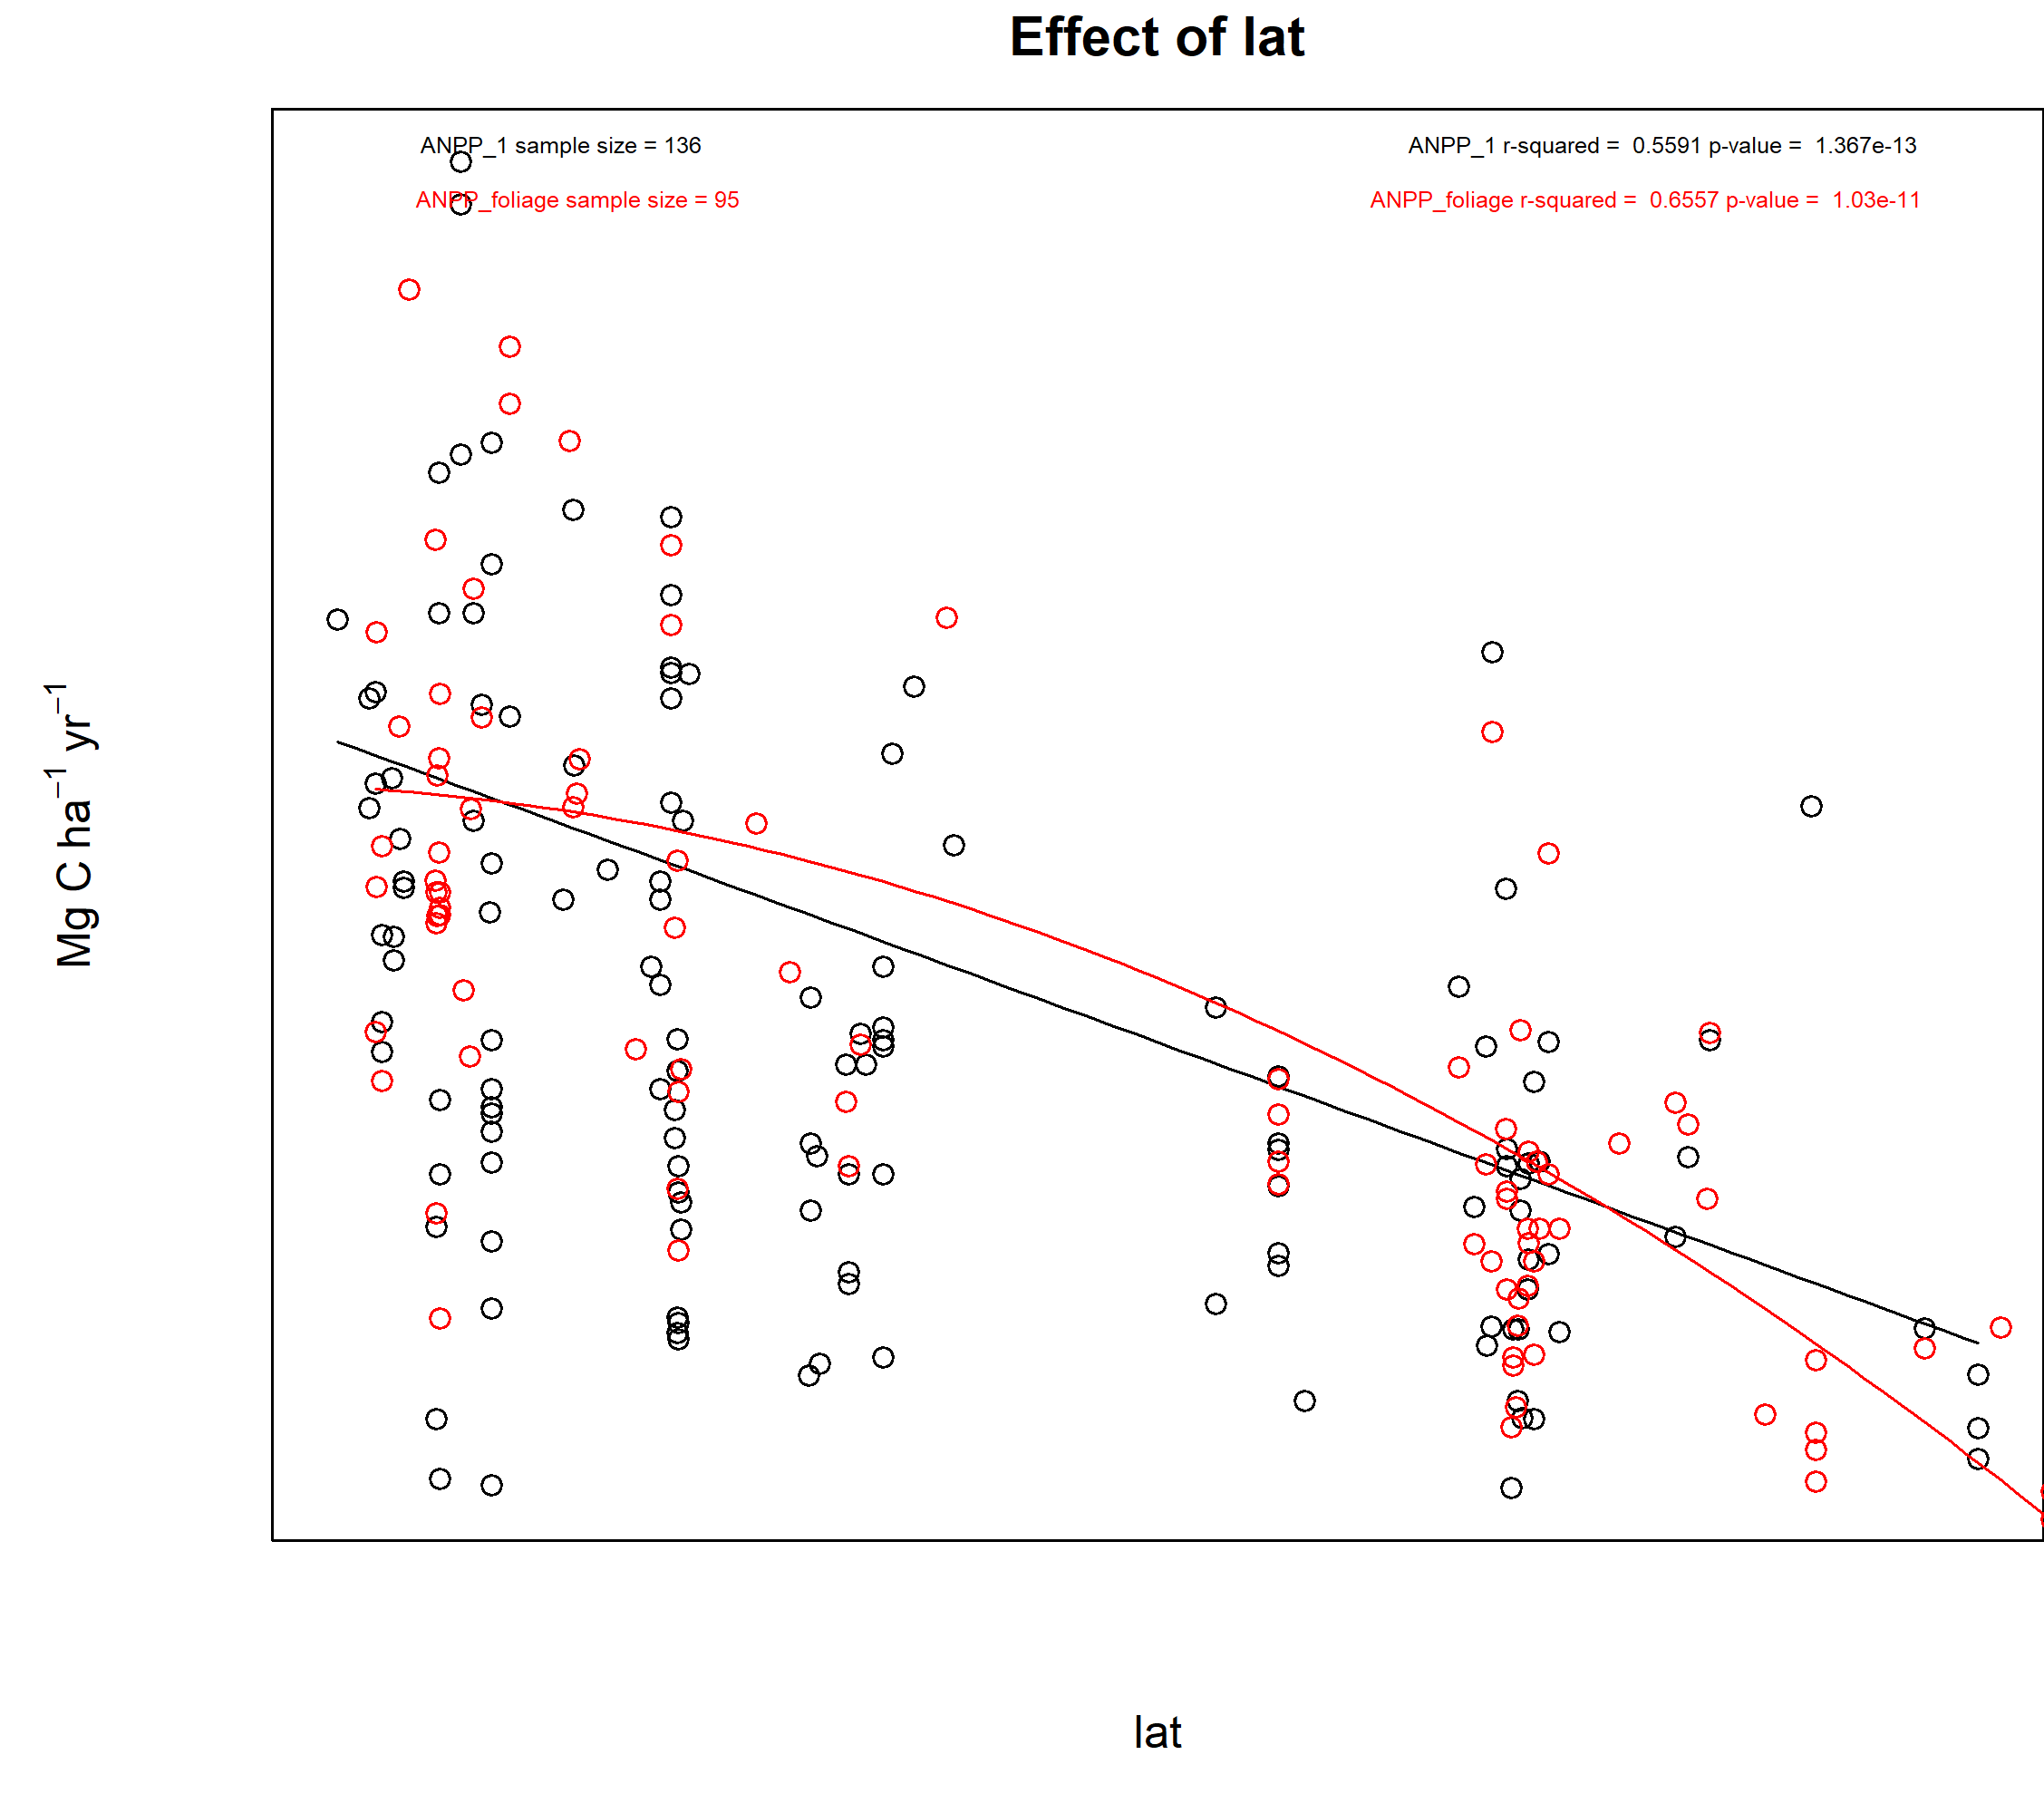 Effect of lat
ANPP_1 sample size = 136
ANPP_1 r-squared = 0.5591 p-value = 1.367e-13
ANPP_foliage sample size = 95
ANPP_foliage r-squared = 0.6557 p-value = 1.03e-11
Mg C ha⁻¹ yr⁻¹
lat